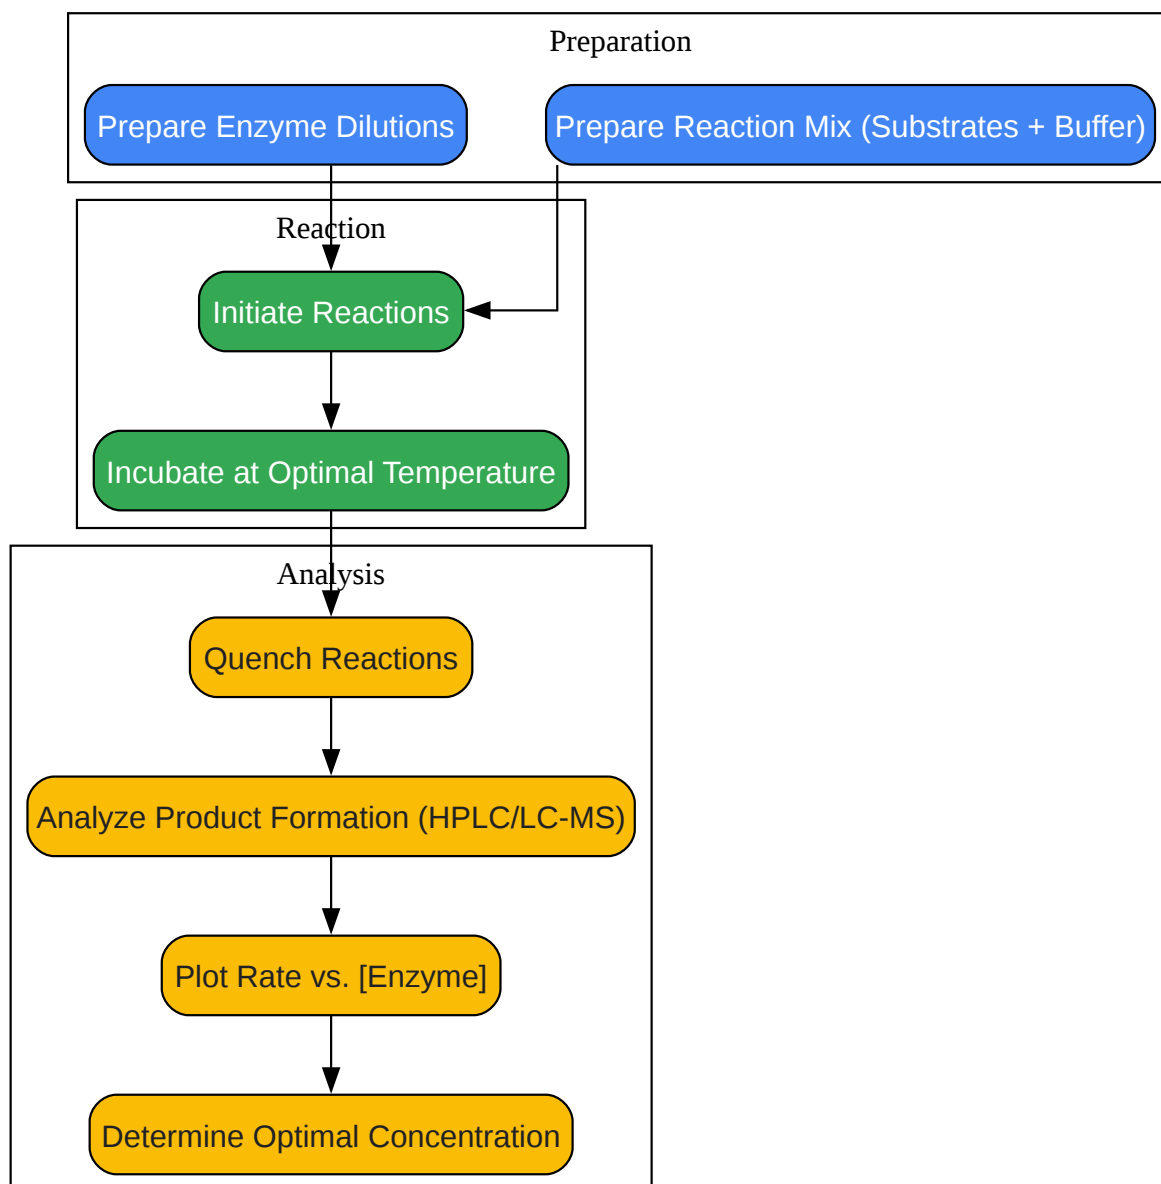 Preparation
Prepare Enzyme Dilutions
Prepare Reaction Mix (Substrates + Buffer)
Reaction
Initiate Reactions
Incubate at Optimal Temperature
Analysis
Quench Reactions
Analyze Product Formation (HPLC/LC-MS)
Plot Rate vs. [Enzyme]
Determine Optimal Concentration